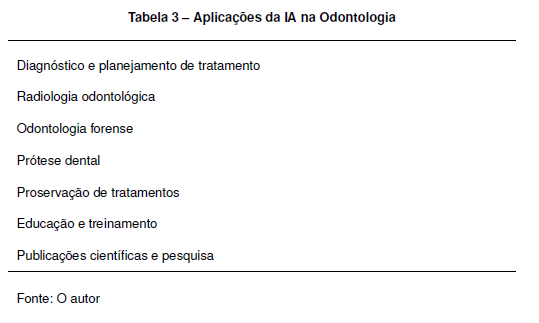 Tabela 3 – Aplicações da IA na Odontologia
Diagnóstico e planejamento de tratamento
Radiologia odontológica
Odontologia forense
Prótese dental
Proservação de tratamentos
Educação e treinamento
Publicações científicas e pesquisa
Fonte: O autor